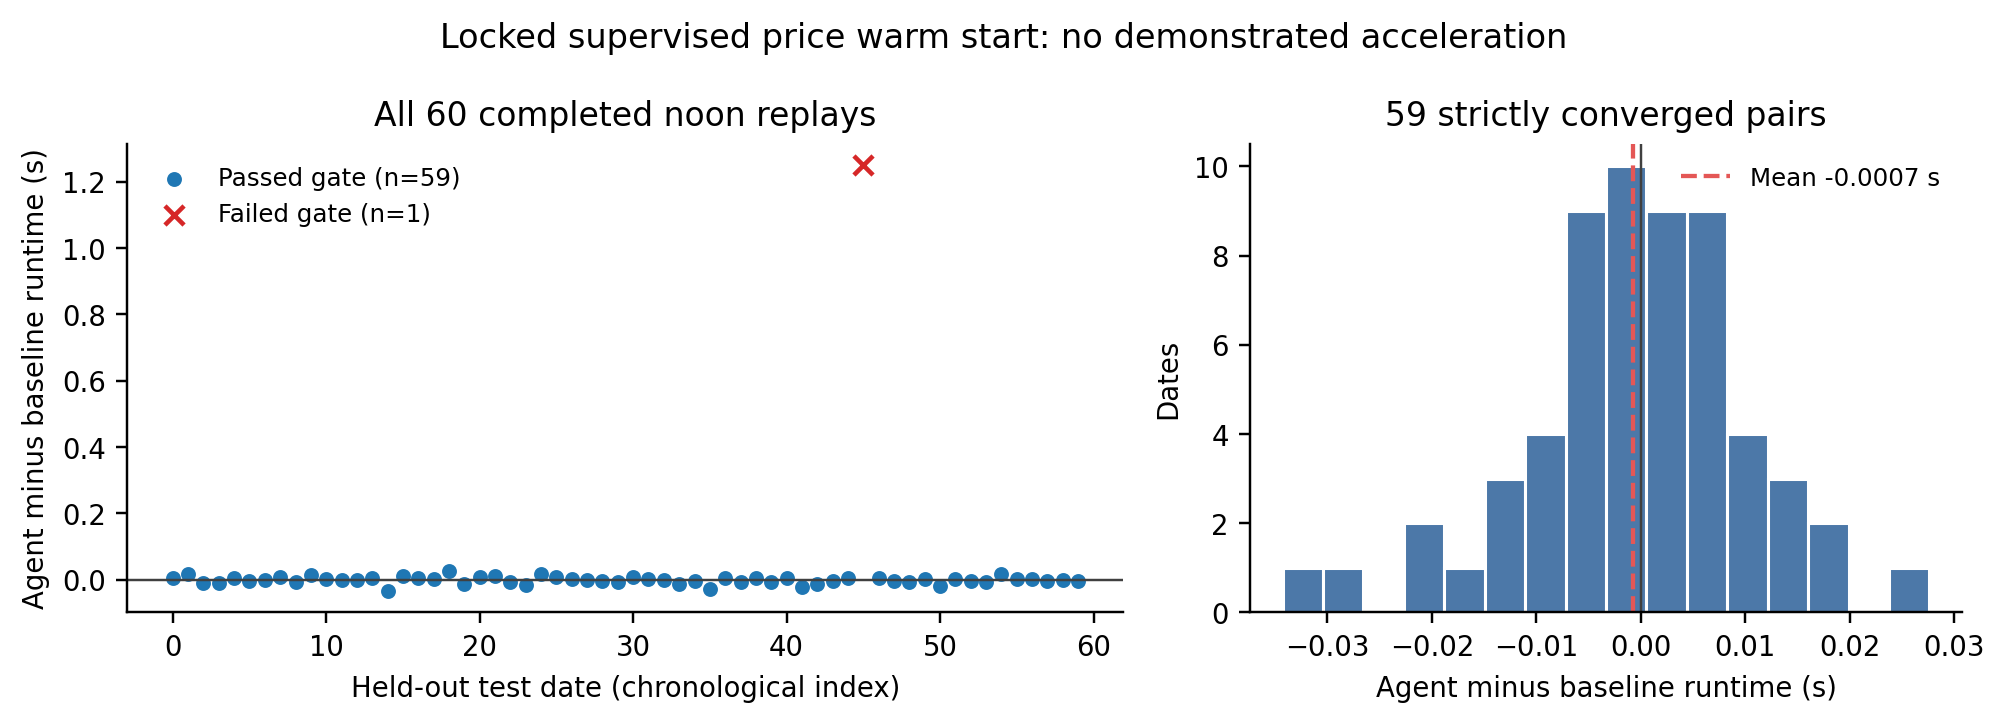 Locked supervised price warm start: no demonstrated acceleration
All 60 completed noon replays
Agent minus baseline runtime (s)
1.2
1.0
0.8
0.6
0.4
0.2
0.0
Passed gate (n=59)
Failed gate (n=1)
0 10 20 30 40 50 60
Held-out test date (chronological index)
59 strictly converged pairs
Dates
10
8
6
4
2
0
Mean -0.0007 s
−0.03 −0.02 −0.01 0.00 0.01 0.02 0.03
Agent minus baseline runtime (s)